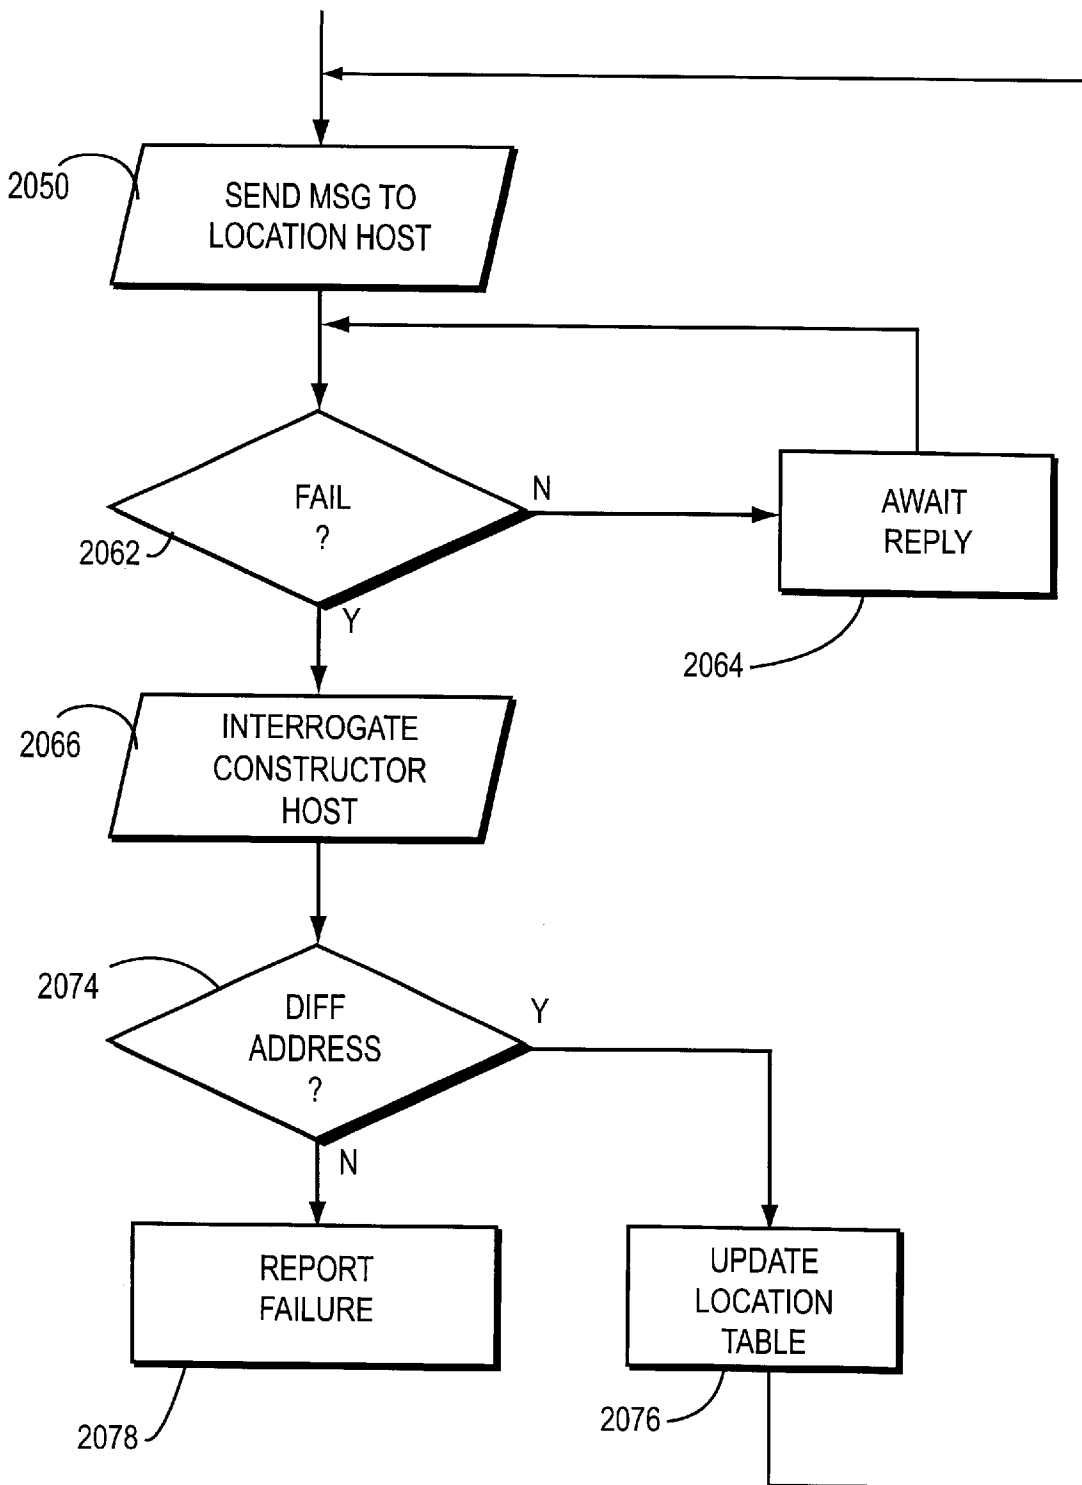 2050
SEND MSG TO
LOCATION HOST
FAIL
?
N
2062
Y
AWAIT
REPLY
2064
2066
INTERROGATE
CONSTRUCTOR
HOST
2074
DIFF
ADDRESS
?
Y
N
REPORT
FAILURE
2078
UPDATE
LOCATION
TABLE
2076